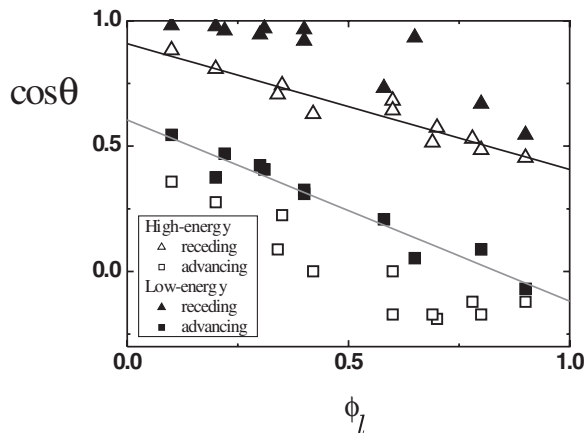 1.0
cosθ
0.5
0.0
High-energy
receding
advancing
Low-energy
receding
advancing
0.0 0.5 1.0
ϕl